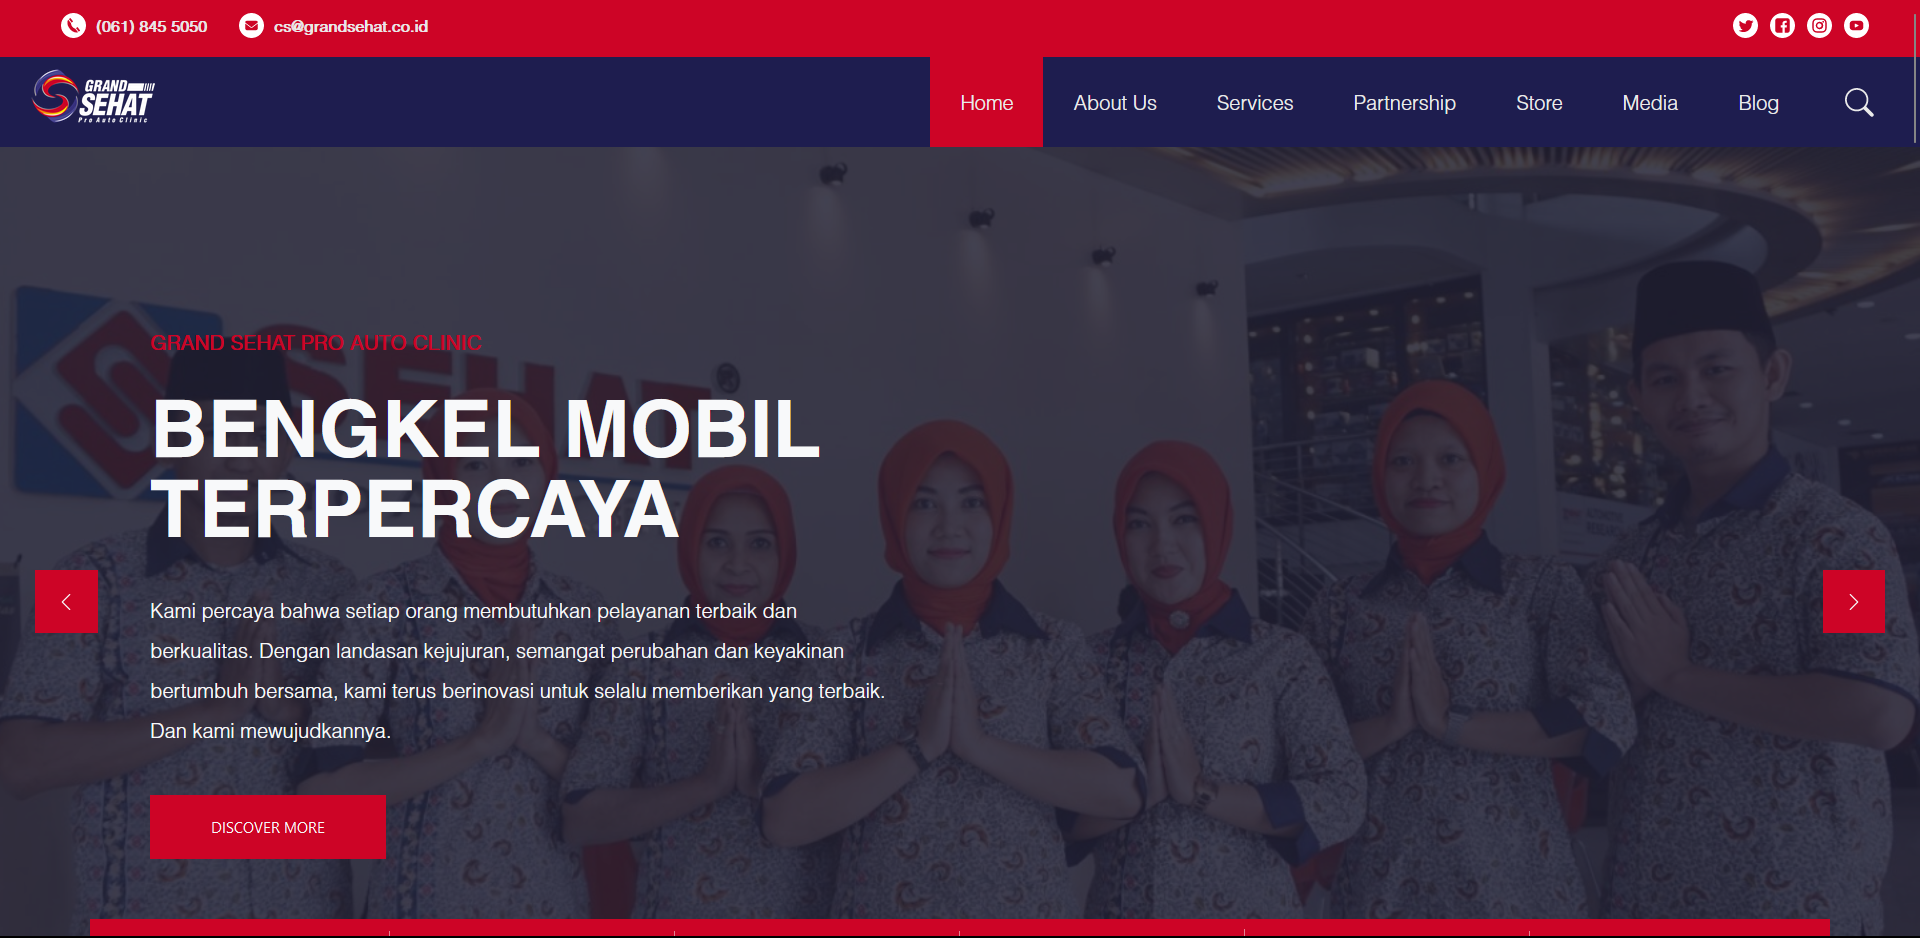 (061) 845 5050
cs@grandsehat.co.id
GRAND
SEHAT
Pro Auto Clinic
Home
About Us
Services
Partnership
Store
Media
Blog
SEHAT
GRAND SEHAT PRO AUTO CLINIC
BENGKEL MOBIL
TERPERCAYA
Kami percaya bahwa setiap orang membutuhkan pelayanan terbaik dan
berkualitas. Dengan landasan kejujuran, semangat perubahan dan keyakinan
bertumbuh bersama, kami terus berinovasi untuk selalu memberikan yang terbaik.
Dan kami mewujudkannya.
DISCOVER MORE